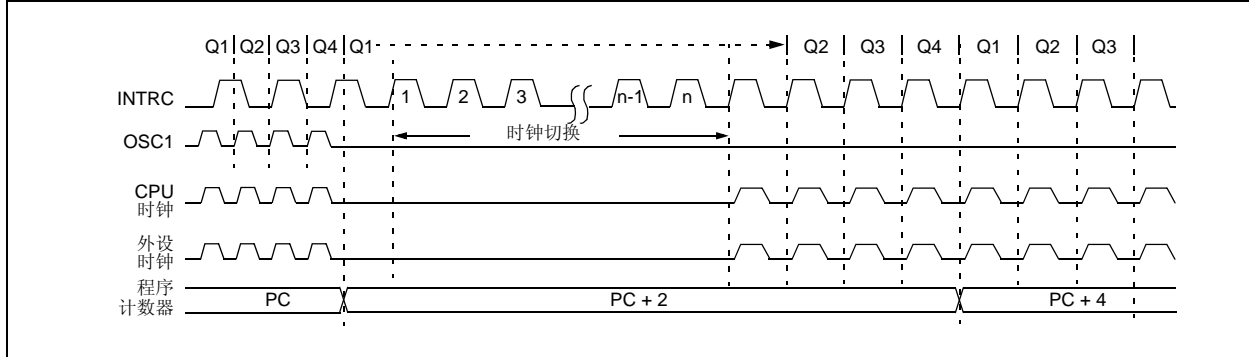 Q1 Q2 Q3 Q4 Q1 Q2 Q3 Q4 Q1 Q2 Q3
INTRC 1 2 3 n-1 n
OSC1 时钟切换
CPU
时钟
外设
时钟
程序
计数器 PC PC + 2 PC + 4